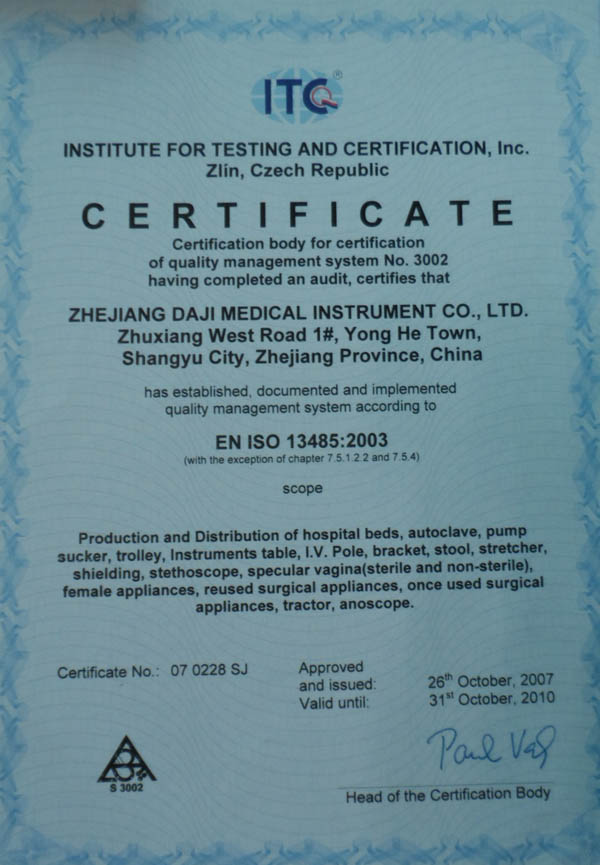 ITC ®
INSTITUTE FOR TESTING AND CERTIFICATION, Inc.
Zlín, Czech Republic
CERTIFICATE
Certification body for certification
of quality management system No. 3002
having completed an audit, certifies that
ZHEJIANG DAJI MEDICAL INSTRUMENT CO., LTD.
Zhuxiang West Road 1#, Yong He Town,
Shangyu City, Zhejiang Province, China
has established, documented and implemented
quality management system according to
EN ISO 13485:2003
(with the exception of chapter 7.5.1.2.2 and 7.5.4)
scope
Production and Distribution of hospital beds, autoclave, pump
sucker, trolley, Instruments table, I.V. Pole, bracket, stool, stretcher,
shielding, stethoscope, specular vagina(sterile and non-sterile),
female appliances, reused surgical appliances, once used surgical
appliances, tractor, anoscope.
Certificate No.: 07 0228 SJ
Approved
and issued: 26th October, 2007
Valid until: 31st October, 2010
S 3002
Head of the Certification Body